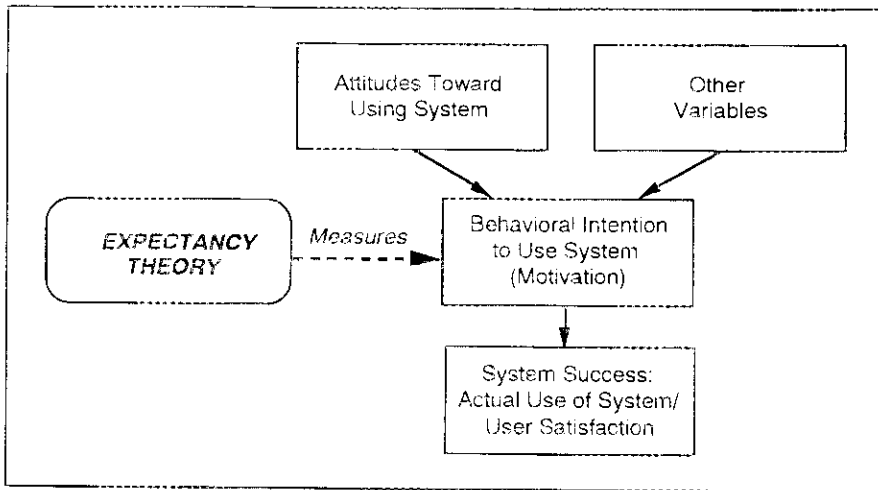 Attitudes Toward
Using System
Other
Variables
EXPECTANCY
THEORY
Measures
Behavioral Intention
to Use System
(Motivation)
System Success:
Actual Use of System/
User Satisfaction